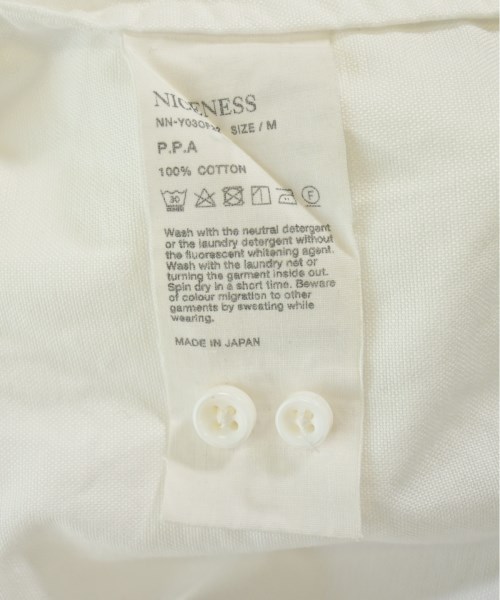 NICENESS
SIZE / M
P.P.A
100% COTTON
30
F
Wash with the neutral detergent
or the laundry detergent without
the fluorescent whitening agent.
Wash with the laundry net or
turning the garment inside out.
Spin dry in a short time. Beware
of colour migration to other
garments by sweating while
wearing.
MADE IN JAPAN